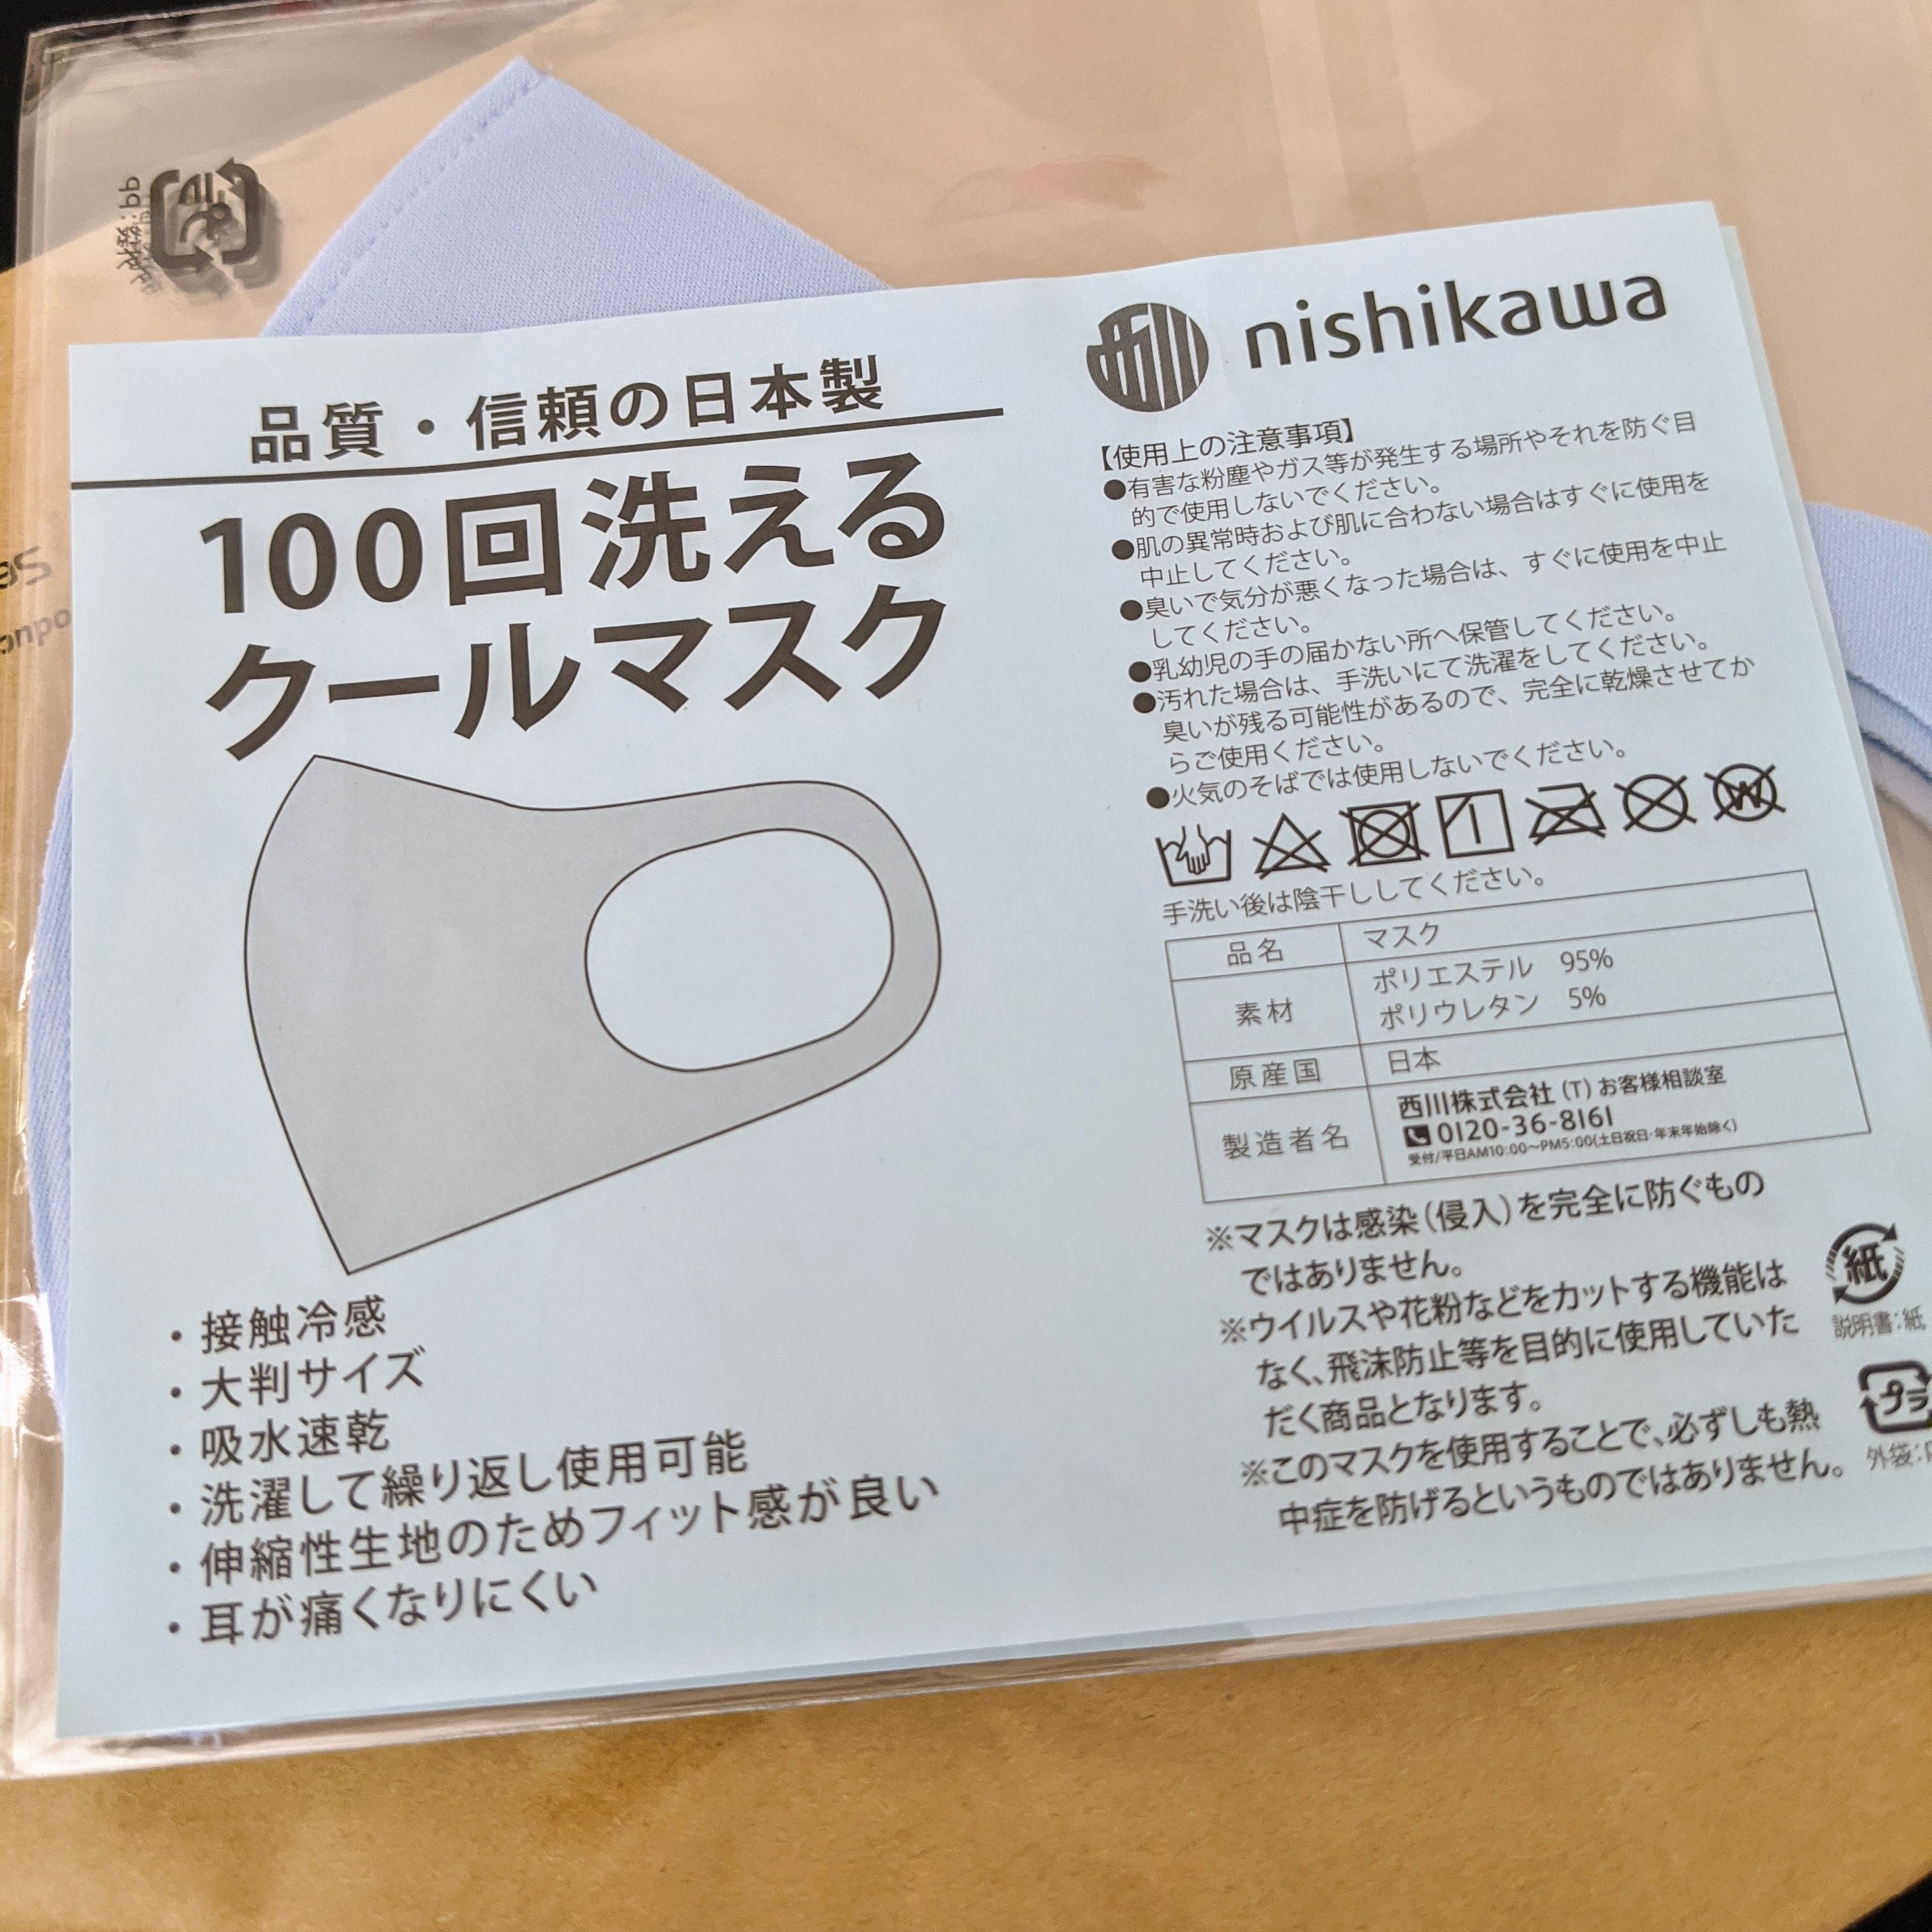 品質・信頼の日本製
100回洗える
クールマスク
・接触冷感
・大判サイズ
・吸水速乾
・洗濯して繰り返し使用可能
・伸縮性生地のためフィット感が良い
・耳が痛くなりにくい
nishikawa
【使用上の注意事項】
●有害な粉塵やガス等が発生する場所やそれを防ぐ目
的で使用しないでください。
●肌の異常時および肌に合わない場合はすぐに使用を
中止してください。
●臭いで気分が悪くなった場合は、すぐに使用を中止
してください。
●乳幼児の手の届かない所へ保管してください。
●汚れた場合は、手洗いにて洗濯をしてください。
臭いが残る可能性があるので、完全に乾燥させてか
らご使用ください。
●火気のそばでは使用しないでください。
W
手洗い後は陰干ししてください。
品名 マスク
素材 ポリエステル 95%
ポリウレタン 5%
原産国 日本
製造者名 西川株式会社(T)お客様相談室
0120-36-8161
受付/平日AM10:00~PM5:00(土日祝日・年末年始除く)
※マスクは感染(侵入)を完全に防ぐもの
ではありません。
※ウイルスや花粉などをカットする機能は
なく、飛沫防止等を目的に使用していた
だく商品となります。
※このマスクを使用することで、必ずしも熱
中症を防げるというものではありません。
紙
説明書:紙
プラ
外袋:
PP